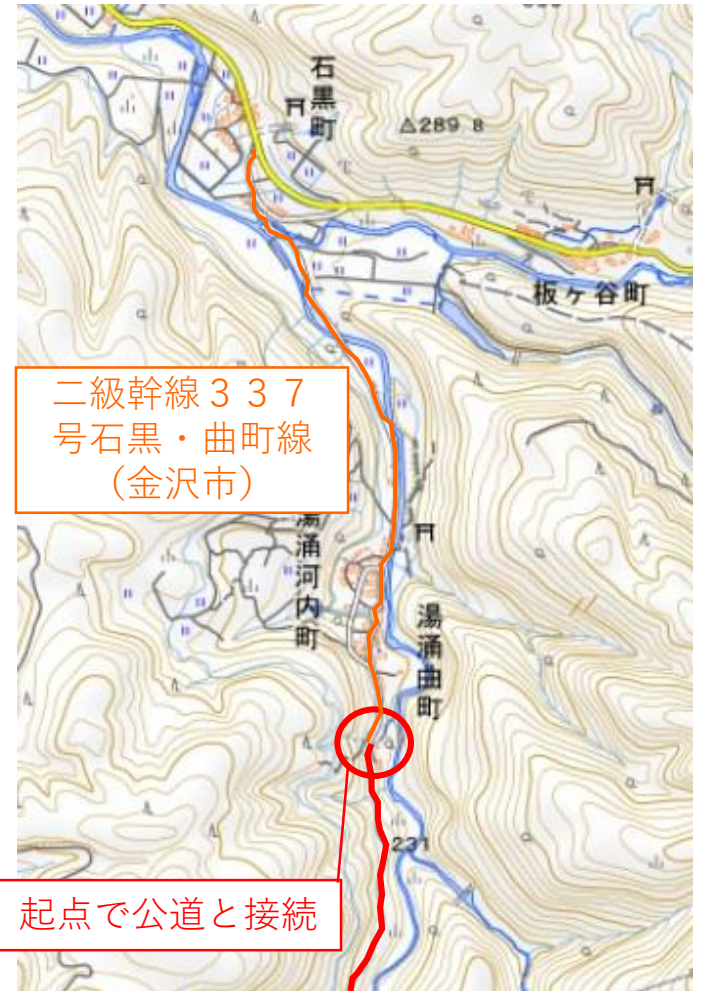 石黒町
289 8
板ヶ谷町
二級幹線337
号石黒・曲町線
(金沢市)
湯涌河内町
湯涌曲町
231
起点で公道と接続